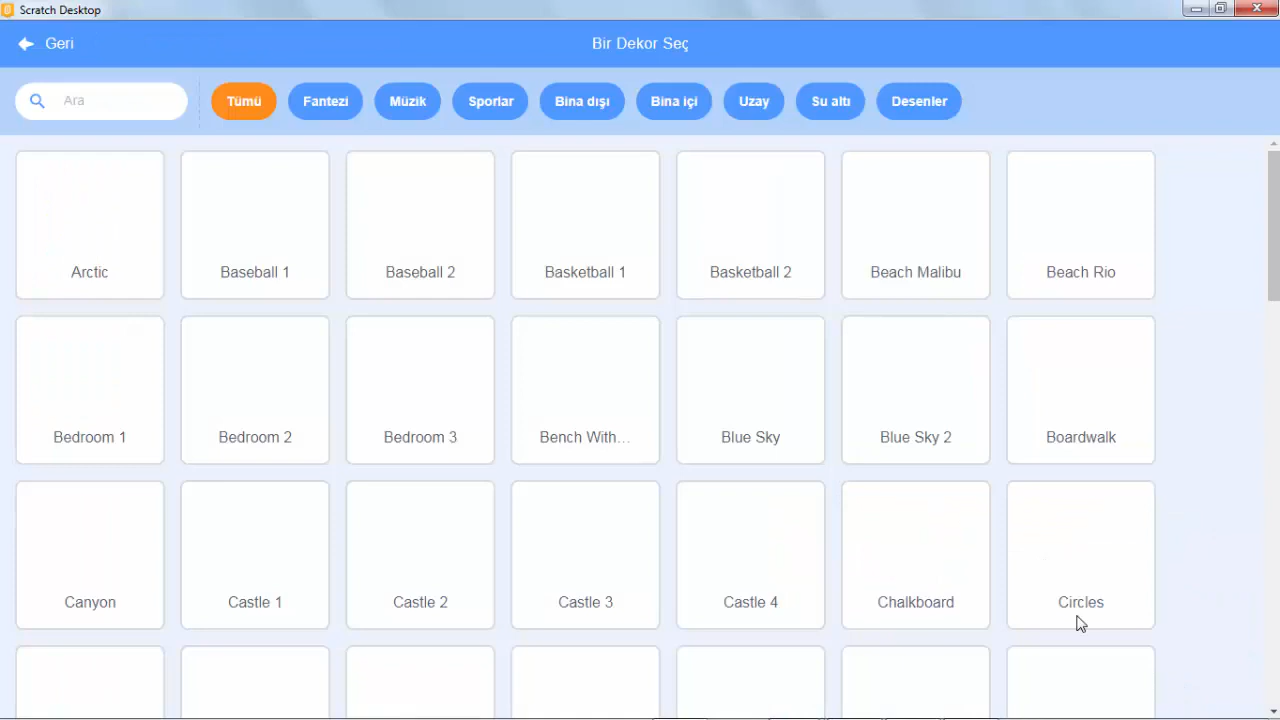 Scratch Desktop
Geri
Bir Dekor Seç
Ara
Tümü Fantezi Müzik Sporlar Bina dışı Bina içi Uzay Su altı Desenler
Arctic Baseball 1 Baseball 2 Basketball 1 Basketball 2 Beach Malibu Beach Rio
Bedroom 1 Bedroom 2 Bedroom 3 Bench With... Blue Sky Blue Sky 2 Boardwalk
Canyon Castle 1 Castle 2 Castle 3 Castle 4 Chalkboard Circles